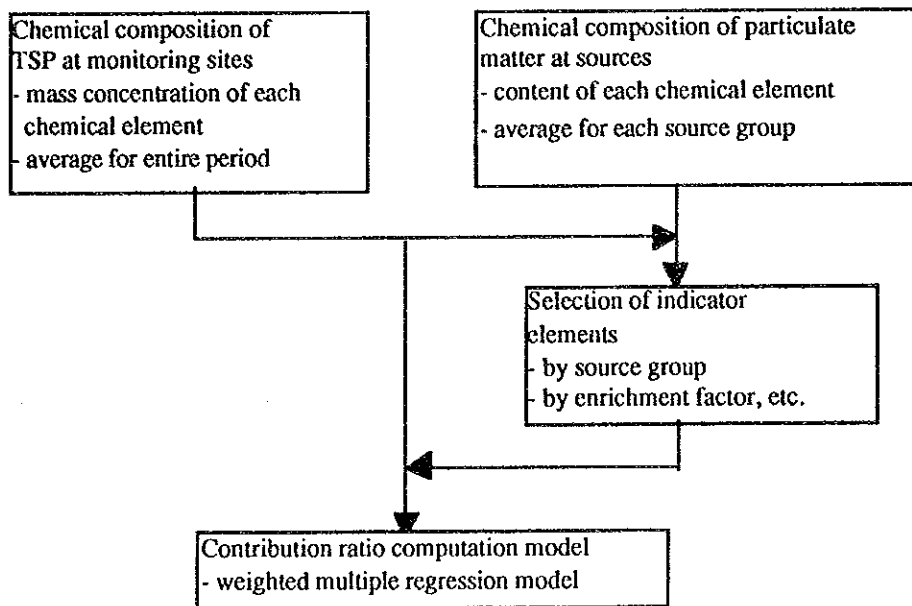 Chemical composition of
TSP at monitoring sites
- mass concentration of each
chemical element
- average for entire period
Chemical composition of particulate
matter at sources
- content of each chemical element
- average for each source group
Selection of indicator
elements
- by source group
- by enrichment factor, etc.
Contribution ratio computation model
- weighted multiple regression model